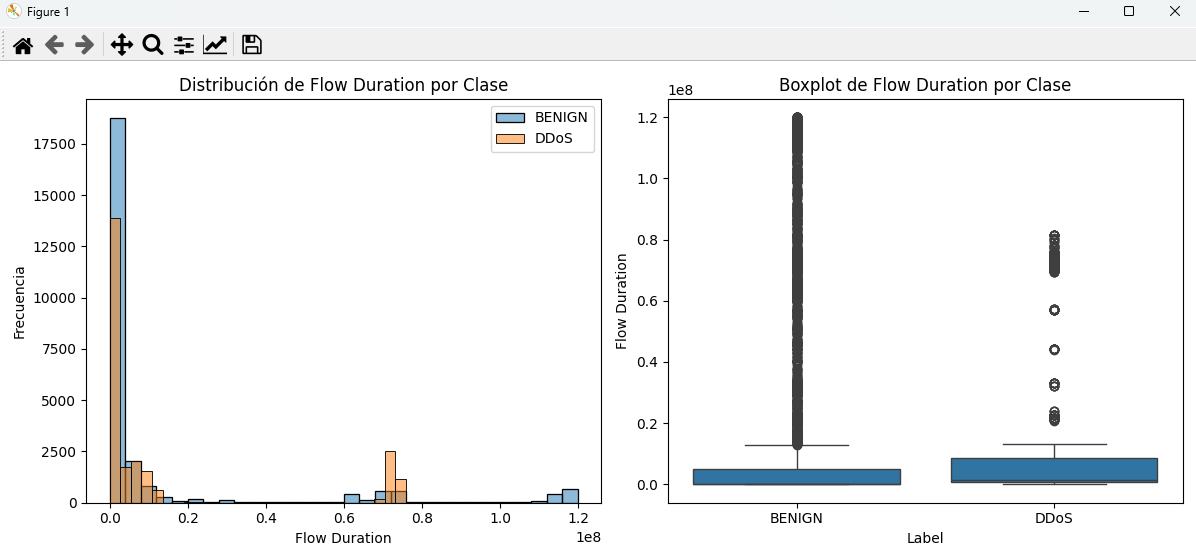 Figure 1
Distribución de Flow Duration por Clase
BENIGN
DDoS
17500
15000
12500
10000
7500
5000
2500
0
Frecuencia
0.0 0.2 0.4 0.6 0.8 1.0 1.2
1e8
Flow Duration
Boxplot de Flow Duration por Clase
1e8
1.2
1.0
0.8
0.6
0.4
0.2
0.0
Flow Duration
BENIGN DDoS
Label